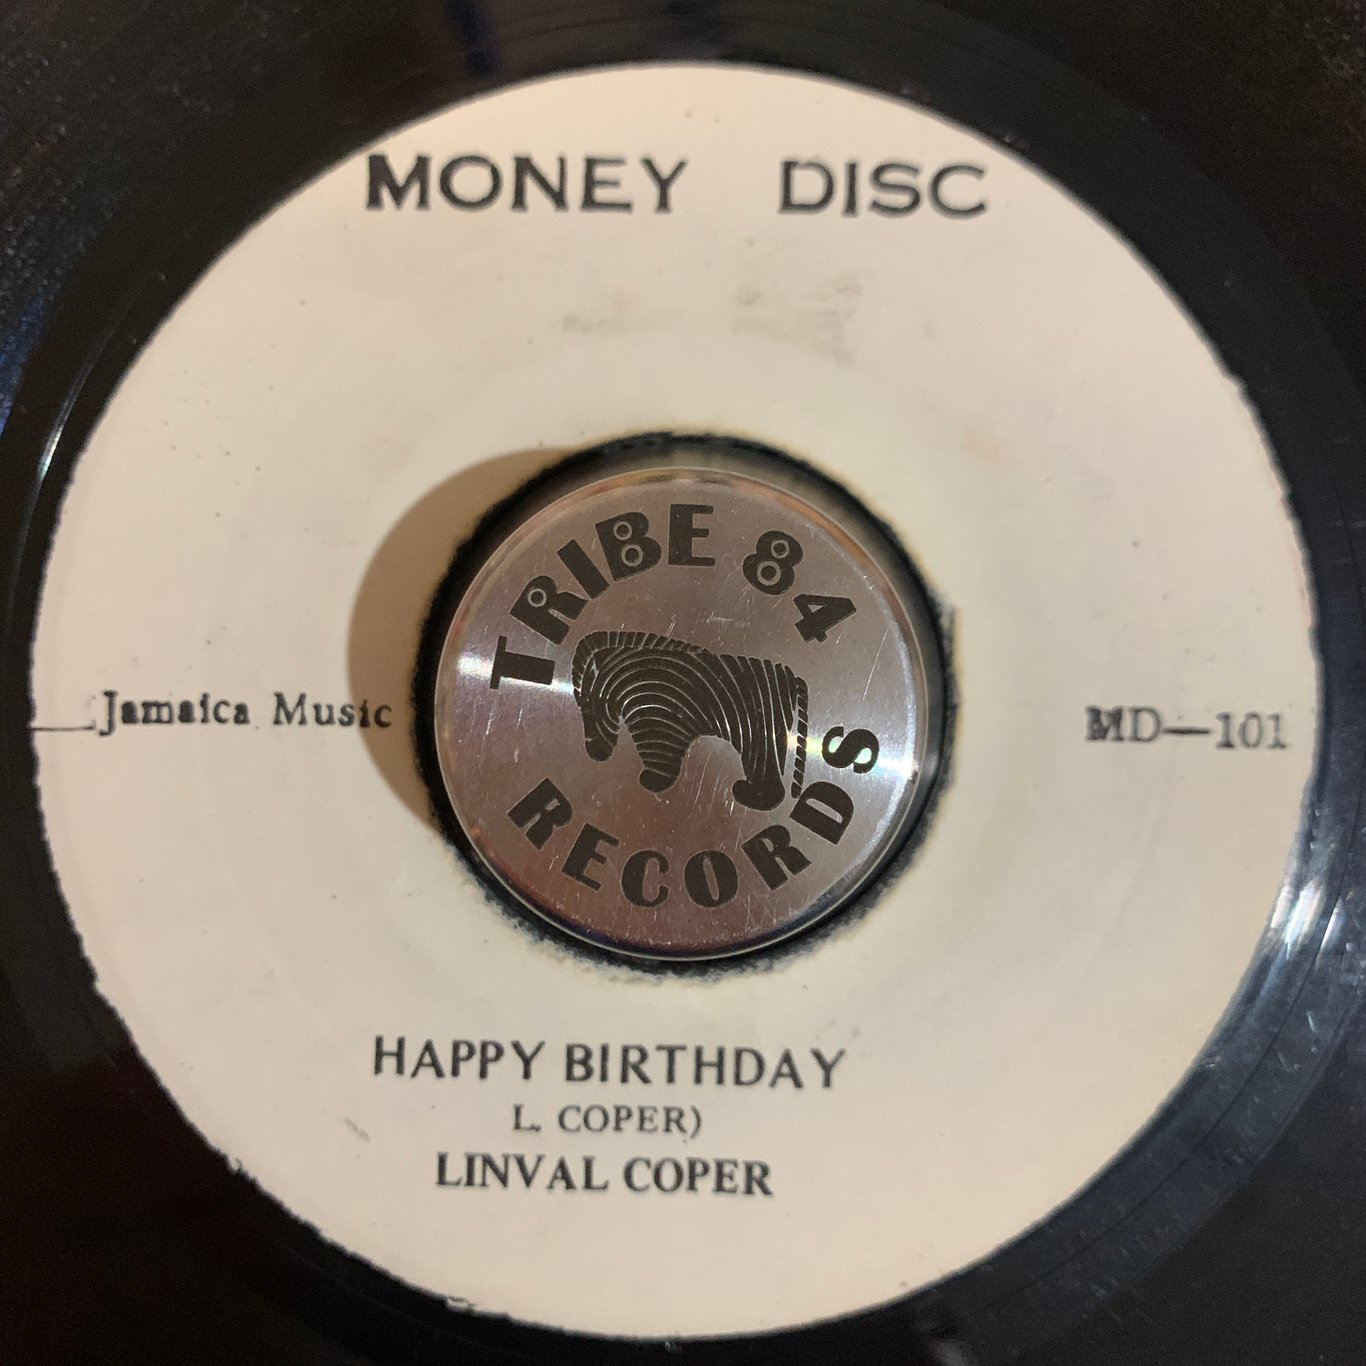 MONEY DISC
TRIBE 84
RECORDS
Jamaica Music
MD—101
HAPPY BIRTHDAY
L. COPER)
LINVAL COPER